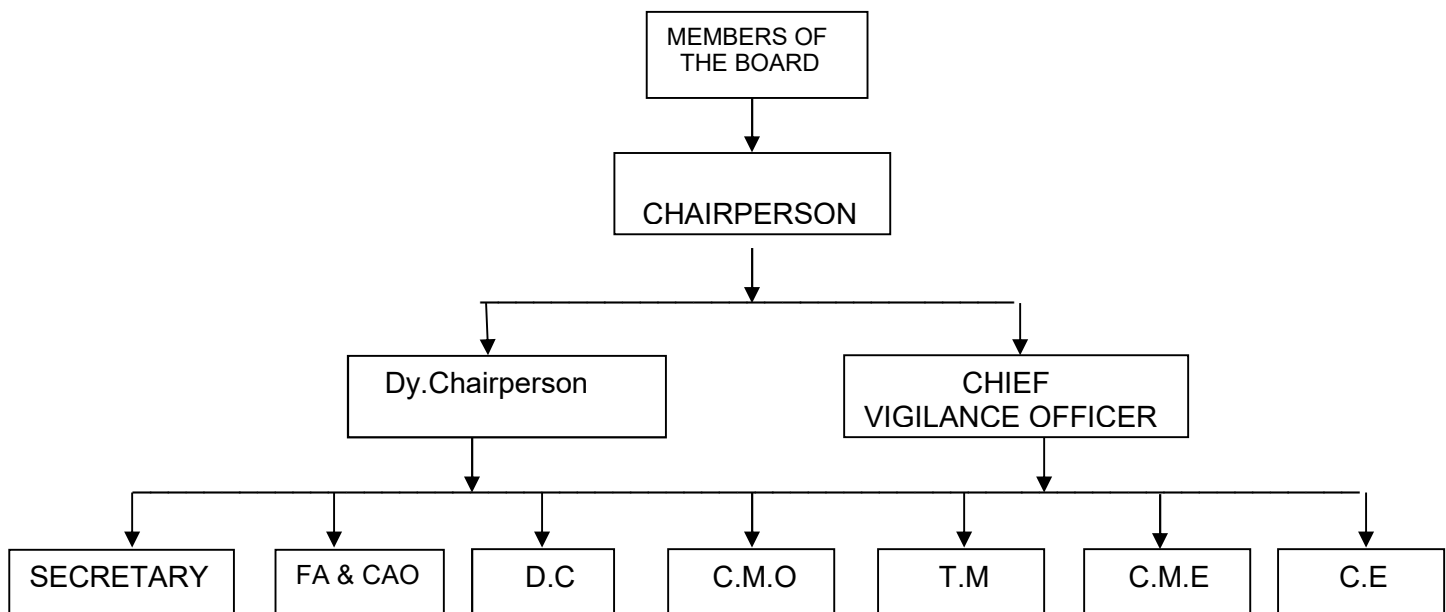 MEMBERS OF
THE BOARD
CHAIRPERSON
Dy.Chairperson
CHIEF
VIGILANCE OFFICER
SECRETARY
FA & CAO
D.C
C.M.O
T.M
C.M.E
C.E